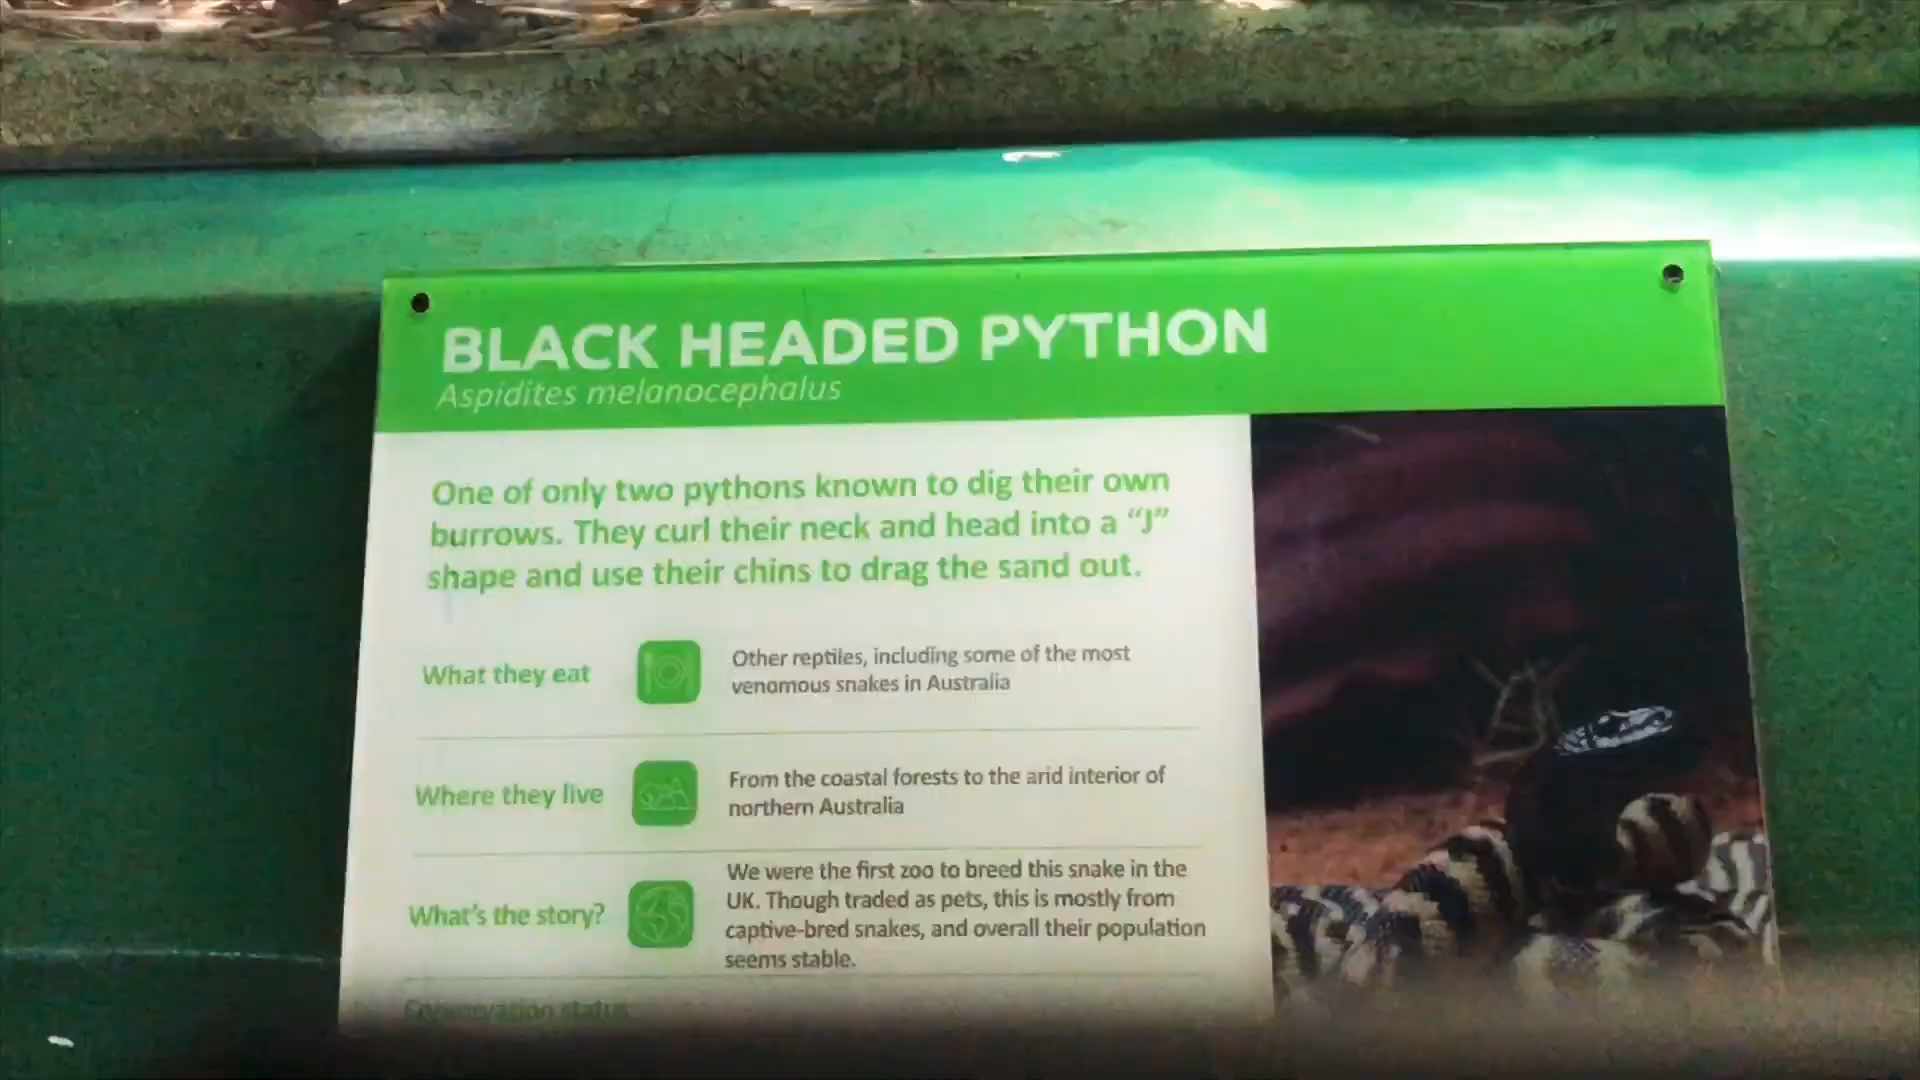 BLACK HEADED PYTHON
Aspidites melanocephalus
One of only two pythons known to dig their own
burrows. They curl their neck and head into a “J”
shape and use their chins to drag the sand out.
What they eat
Other reptiles, including some of the most
venomous snakes in Australia
Where they live
From the coastal forests to the arid interior of
northern Australia
What's the story?
We were the first zoo to breed this snake in the
UK. Though traded as pets, this is mostly from
captive-bred snakes, and overall their population
seems stable.
Conservation status